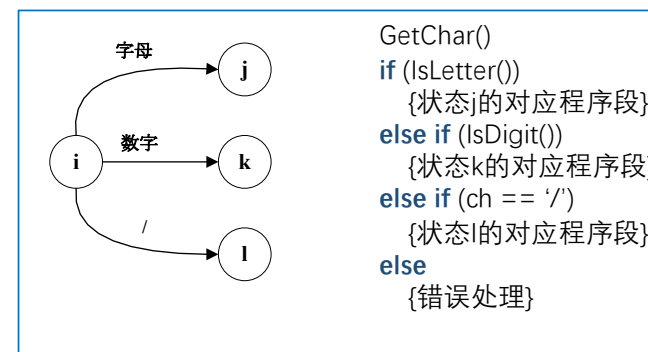 字母
j
i
数字
k
/
l
GetChar()
if (IsLetter())
{状态j的对应程序段}
else if (IsDigit())
{状态k的对应程序段}
else if (ch == ‘/’)
{状态l的对应程序段}
else
{错误处理}